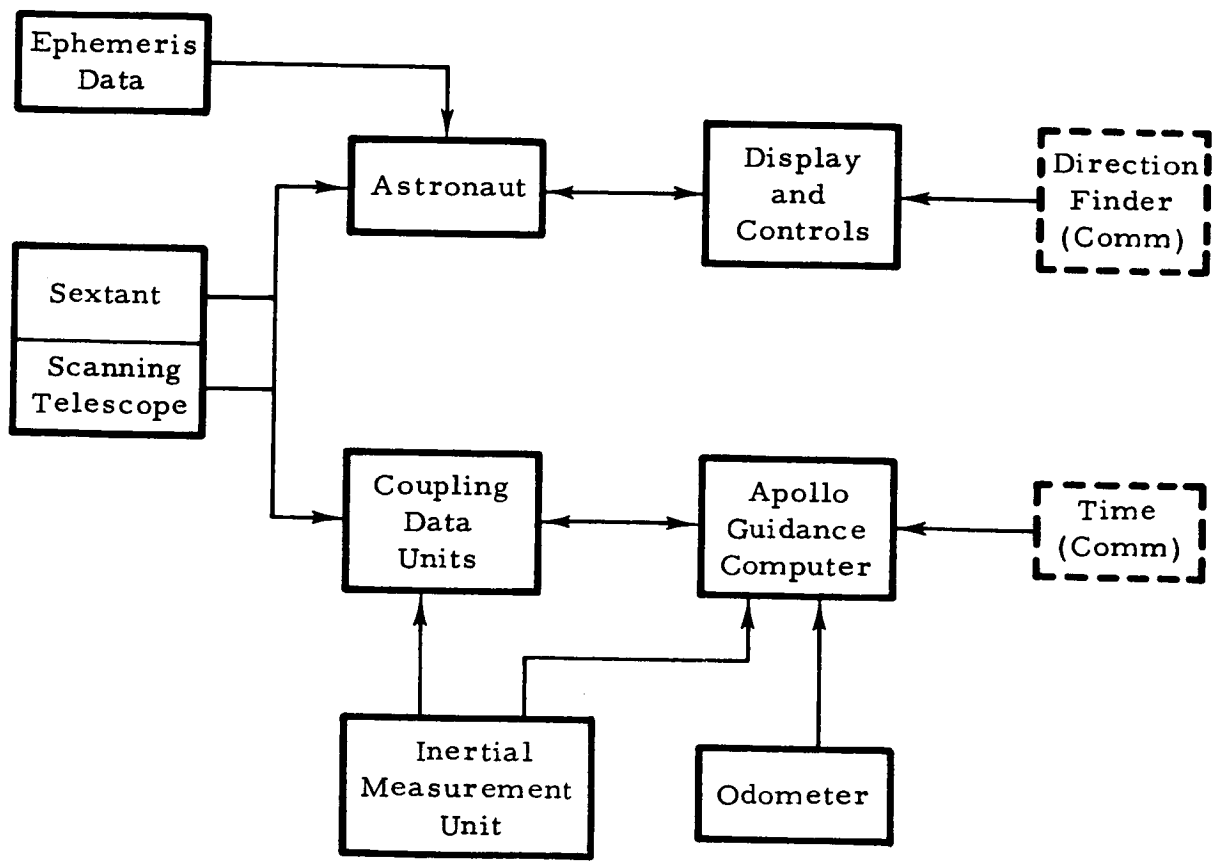 Ephemeris
Data
Astronaut
Display
and
Controls
Direction
Finder
(Comm)
Sextant
Scanning
Telescope
Coupling
Data
Units
Apollo
Guidance
Computer
Time
(Comm)
Inertial
Measurement
Unit
Odometer